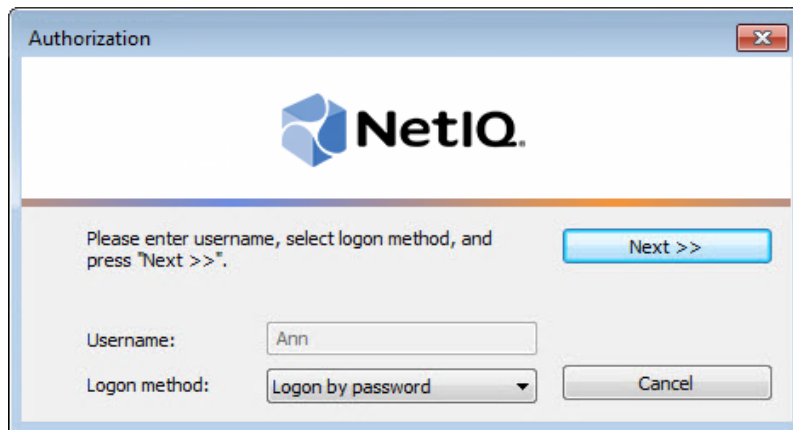 Authorization
NetIQ.
Please enter username, select logon method, and
press "Next >>".
Next >>
Username:
Ann
Logon method:
Logon by password
Cancel